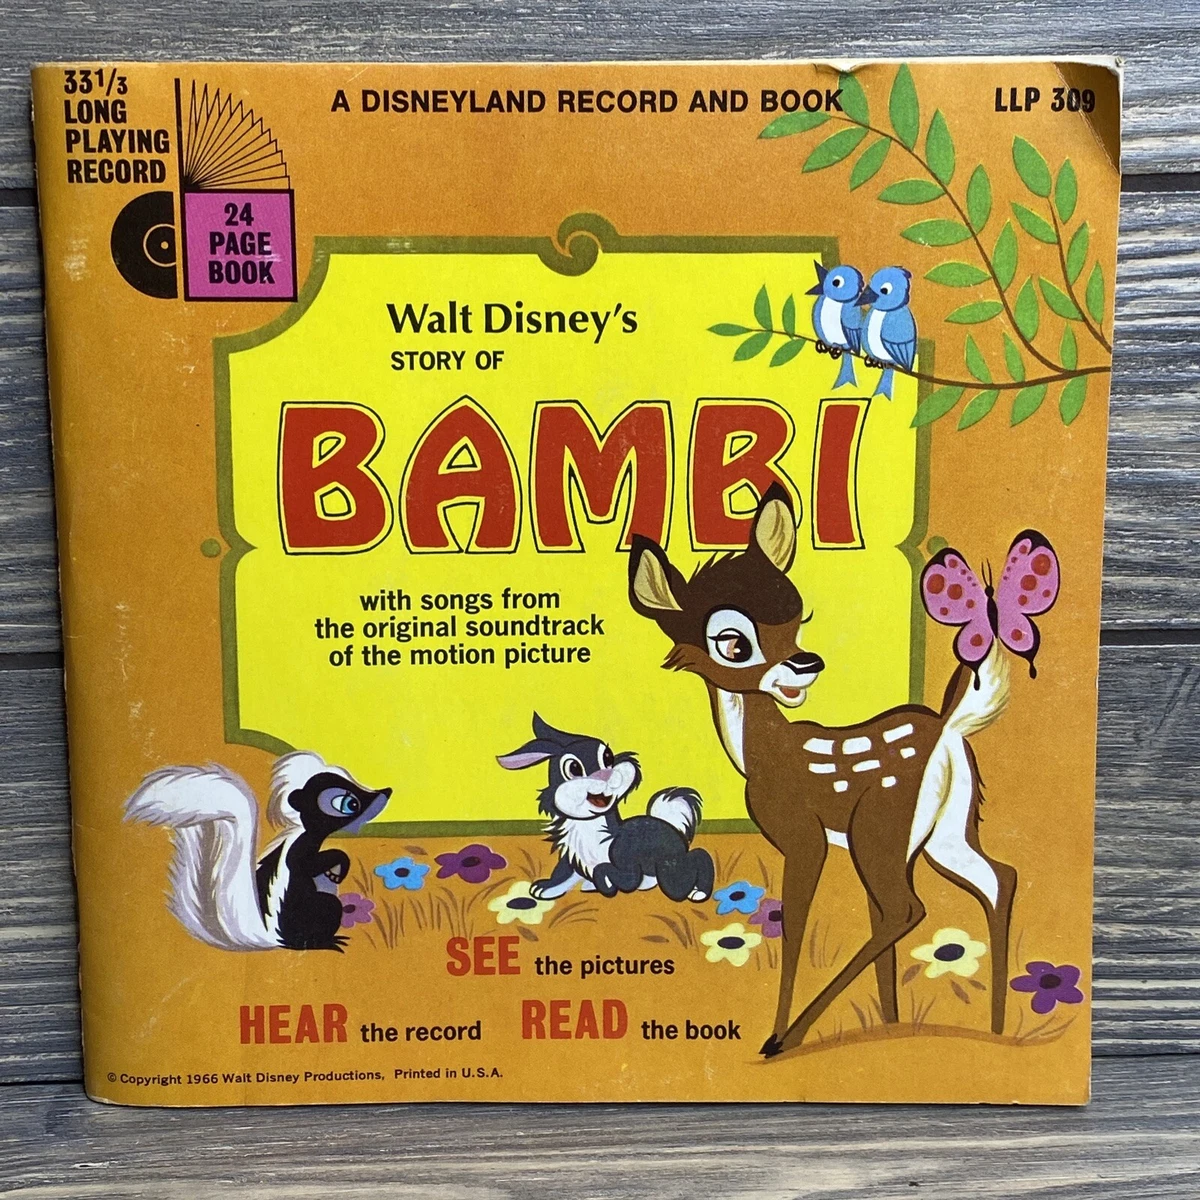 33 1/3
LONG
PLAYING
RECORD
24
PAGE
BOOK
A DISNEYLAND RECORD AND BOOK
LLP 309
Walt Disney's
STORY OF
BAMBI
with songs from
the original soundtrack
of the motion picture
SEE the pictures
HEAR the record READ the book
© Copyright 1966 Walt Disney Productions, Printed in U.S.A.